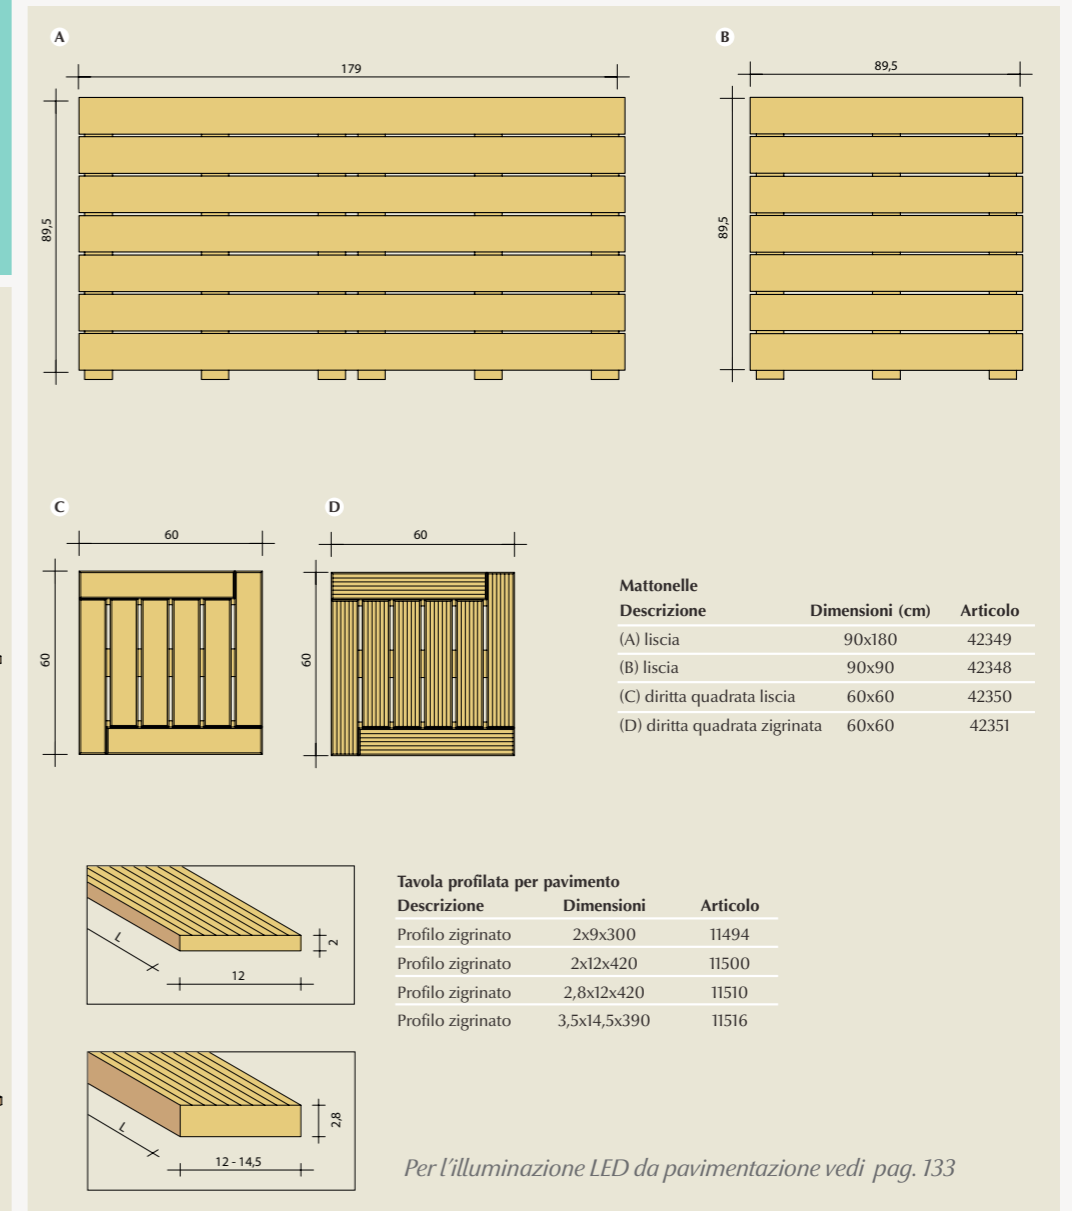 A
B
179
89,5
89,5
89,5
C
D
60
60
60
60
Mattonelle
Descrizione Dimensioni (cm) Articolo
(A) liscia 90x180 42349
(B) liscia 90x90 42348
(C) diritta quadrata liscia 60x60 42350
(D) diritta quadrata zigrinata 60x60 42351
L
12
2
Tavola profilata per pavimento
Descrizione Dimensioni Articolo
Profilo zigrinato 2x9x300 11494
Profilo zigrinato 2x12x420 11500
Profilo zigrinato 2,8x12x420 11510
Profilo zigrinato 3,5x14,5x390 11516
L
12 - 14,5
2,8
Per l'illuminazione LED da pavimentazione vedi pag. 133